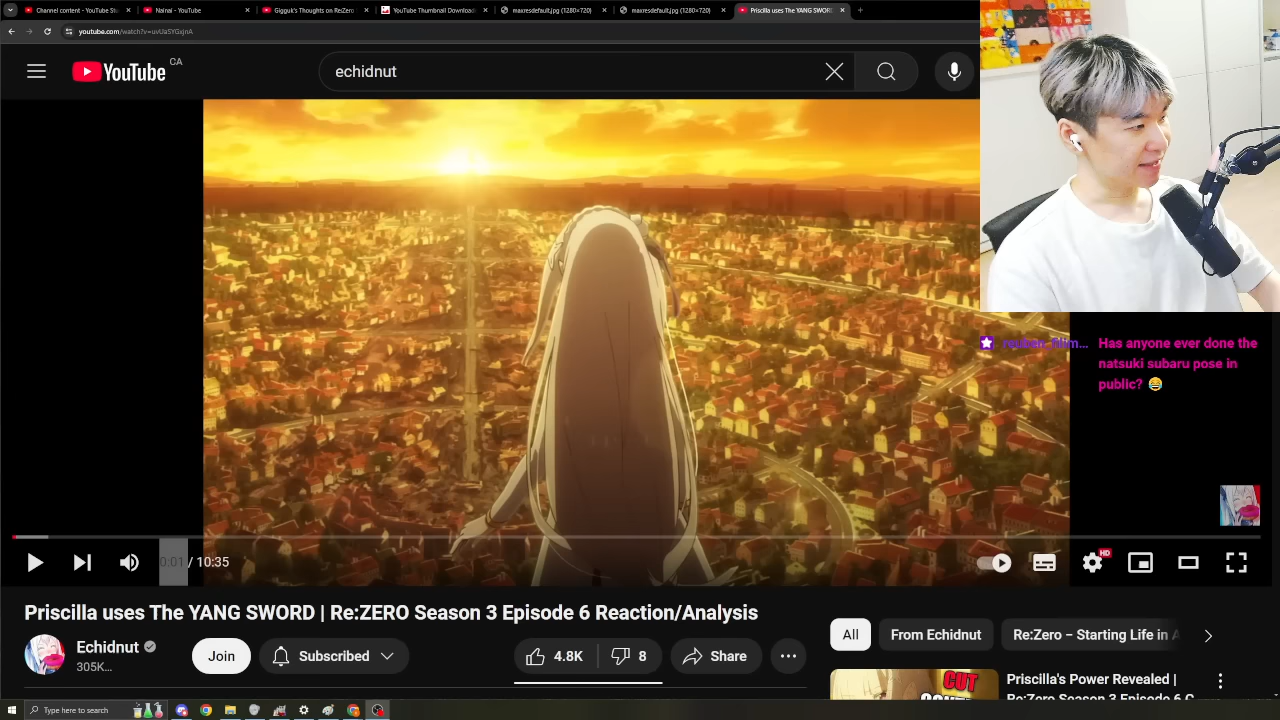 Channel content - YouTube Stu
Nainai - YouTube
Gigguk's Thoughts on Re:Zero
YouTube Thumbnail Download
maxresdefault.jpg (1280×720)
maxresdefault.jpg (1280×720)
Priscilla uses The YANG SWOR
youtube.com/watch?v=
YouTube CA
echidnut
Has anyone ever done the
natsuki subaru pose in
public? 😂
0:01 / 10:35
HD
Priscilla uses The YANG SWORD | Re:ZERO Season 3 Episode 6 Reaction/Analysis
Echidnut
305K...
Join
Subscribed
4.8K
8
Share
All
From Echidnut
Re:Zero − Starting Life in A
CUT
Priscilla's Power Revealed |
Re:Zero Season 3 Episode 6 C
Type here to search